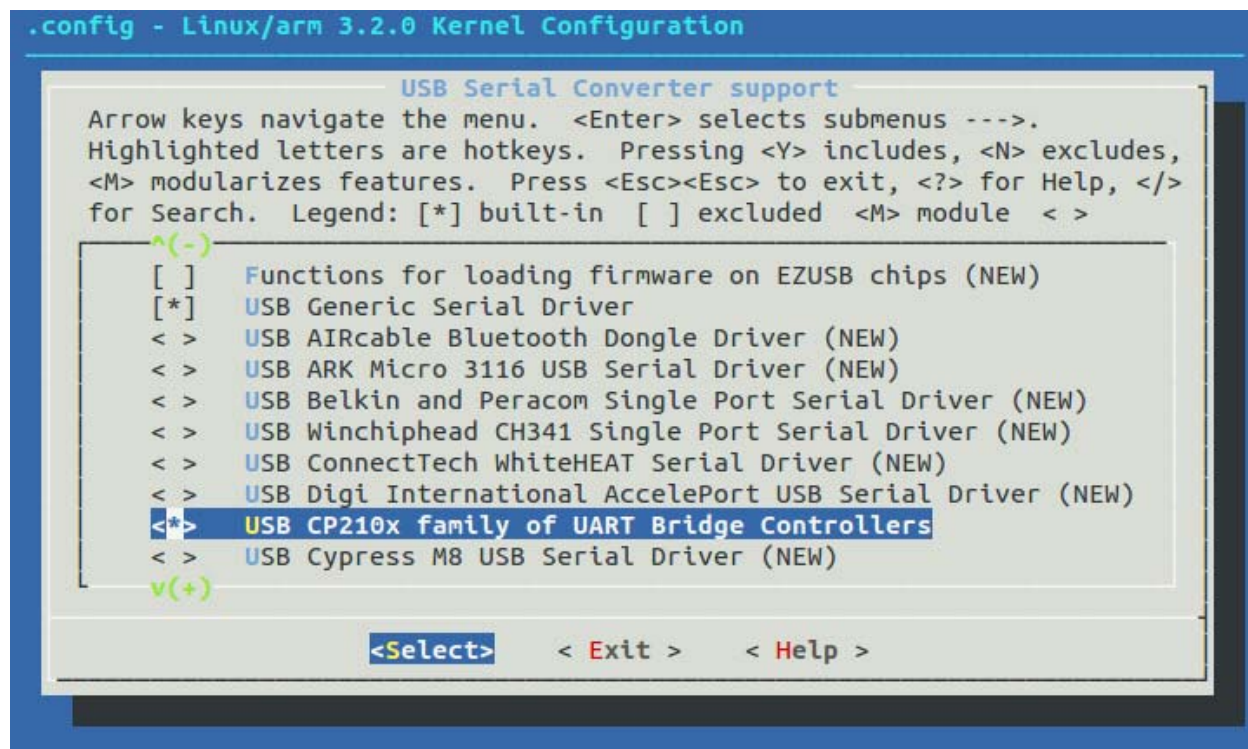 .config - Linux/arm 3.2.0 Kernel Configuration
USB Serial Converter support
Arrow keys navigate the menu.  <Enter> selects submenus --->.
Highlighted letters are hotkeys.  Pressing <Y> includes, <N> excludes,
<M> modularizes features.  Press <Esc><Esc> to exit, <?> for Help, </>
for Search.  Legend: [*] built-in  [ ] excluded  <M> module  < >
^(-)
[ ]   Functions for loading firmware on EZUSB chips (NEW)
[*]   USB Generic Serial Driver
< >   USB AIRcable Bluetooth Dongle Driver (NEW)
< >   USB ARK Micro 3116 USB Serial Driver (NEW)
< >   USB Belkin and Peracom Single Port Serial Driver (NEW)
< >   USB Winchiphead CH341 Single Port Serial Driver (NEW)
< >   USB ConnectTech WhiteHEAT Serial Driver (NEW)
< >   USB Digi International AccelePort USB Serial Driver (NEW)
<*>   USB CP210x family of UART Bridge Controllers
< >   USB Cypress M8 USB Serial Driver (NEW)
v(+)
<Select>    < Exit >    < Help >